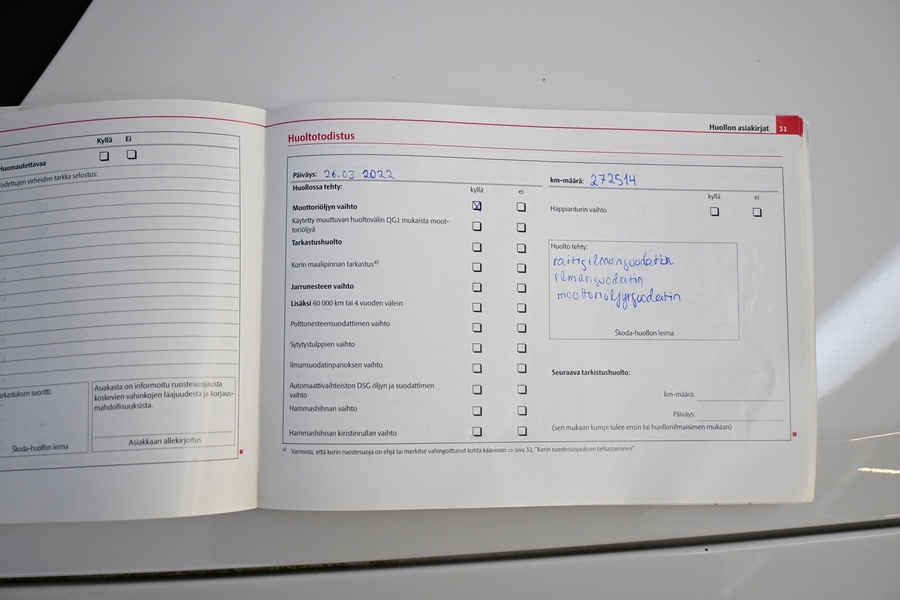 Kyllä Ei
Huomautettavaa
Todettujen virheiden tarkka selostus:
Tarkastuksen suoritti:
Škoda-huollon leima
Asiakasta on informoitu ruostesuojausta
koskevien vahinkojen laajuudesta ja korjaus-
mahdollisuuksista.
Asiakkaan allekirjoitus
Huollon asiakirjat 31
Huoltotodistus
Päiväys: 26.03.2022
Huollossa tehty:
kyllä ei
Moottoriöljyn vaihto X
Käytetty muuttuvan huoltovälin QG1 mukaista moot-
toriöljyä
Tarkastushuolto
Korin maalipinnan tarkastus a)
Jarrunesteen vaihto
Lisäksi 60 000 km tai 4 vuoden välein
Polttonesteensuodattimen vaihto
Sytytystulppien vaihto
Ilmansuodatinpanoksen vaihto
Automaattivaihteiston DSG öljyn ja suodattimen
vaihto
Hammashihnan vaihto
Hammashihnan kiristinrullan vaihto
km-määrä: 272514
kyllä ei
Happianturin vaihto
Huolto tehty:
raitisilmansuodatin
ilmansuodatin
moottoriöljynsuodatin
Škoda-huollon leima
Seuraava tarkistushuolto:
km-määrä:
Päiväys:
(sen mukaan kumpi tulee ensin tai huollonilmaisimen mukaan)
a) Varmista, että korin ruostesuoja on ehjä tai merkitse vahingoittunut kohta kaavioon ⇒ sivu 32, "Korin ruostesuojauksen tarkastaminen".